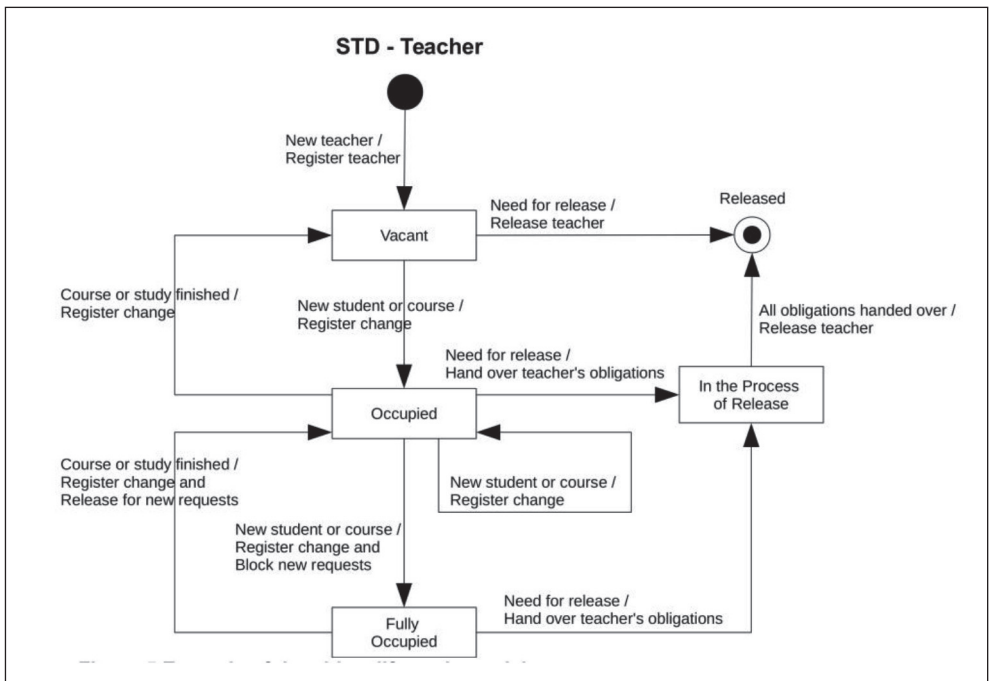 STD - Teacher
New teacher /
Register teacher
Released
Need for release /
Release teacher
Vacant
Course or study finished /
Register change
New student or course /
Register change
All obligations handed over /
Release teacher
Need for release /
Hand over teacher's obligations
In the Process
of Release
Occupied
Course or study finished /
Register change and
Release for new requests
New student or course /
Register change
New student or course /
Register change and
Block new requests
Need for release /
Hand over teacher's obligations
Fully
Occupied